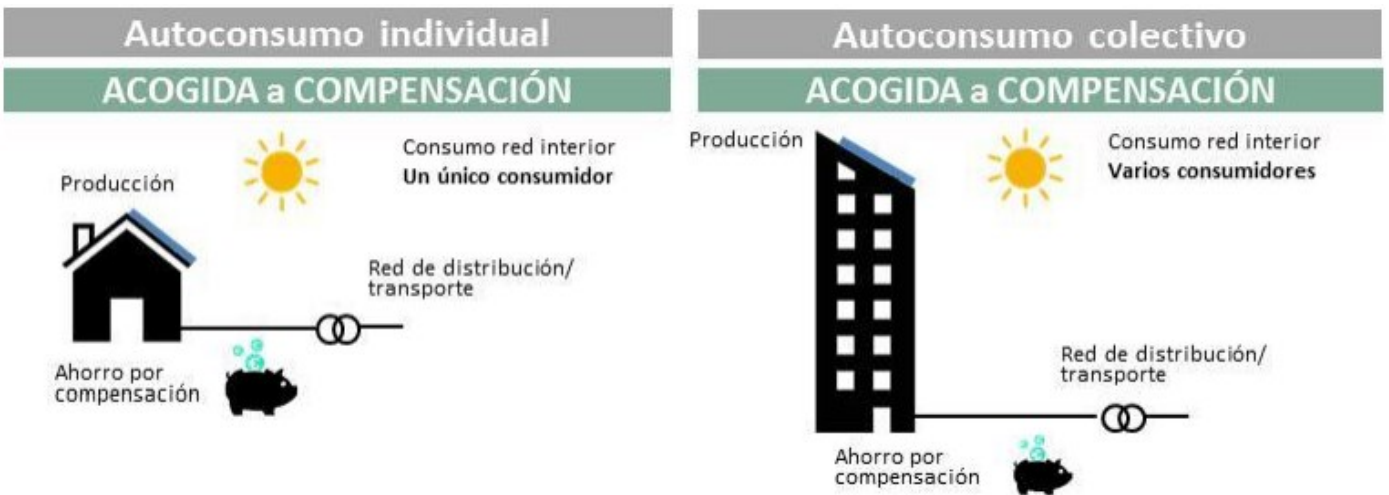 Autoconsumo individual
ACOGIDA a COMPENSACIÓN
Consumo red interior
Un único consumidor
Producción
Red de distribución/
transporte
Ahorro por
compensación
Autoconsumo colectivo
ACOGIDA a COMPENSACIÓN
Producción
Consumo red interior
Varios consumidores
Red de distribución/
transporte
Ahorro por
compensación